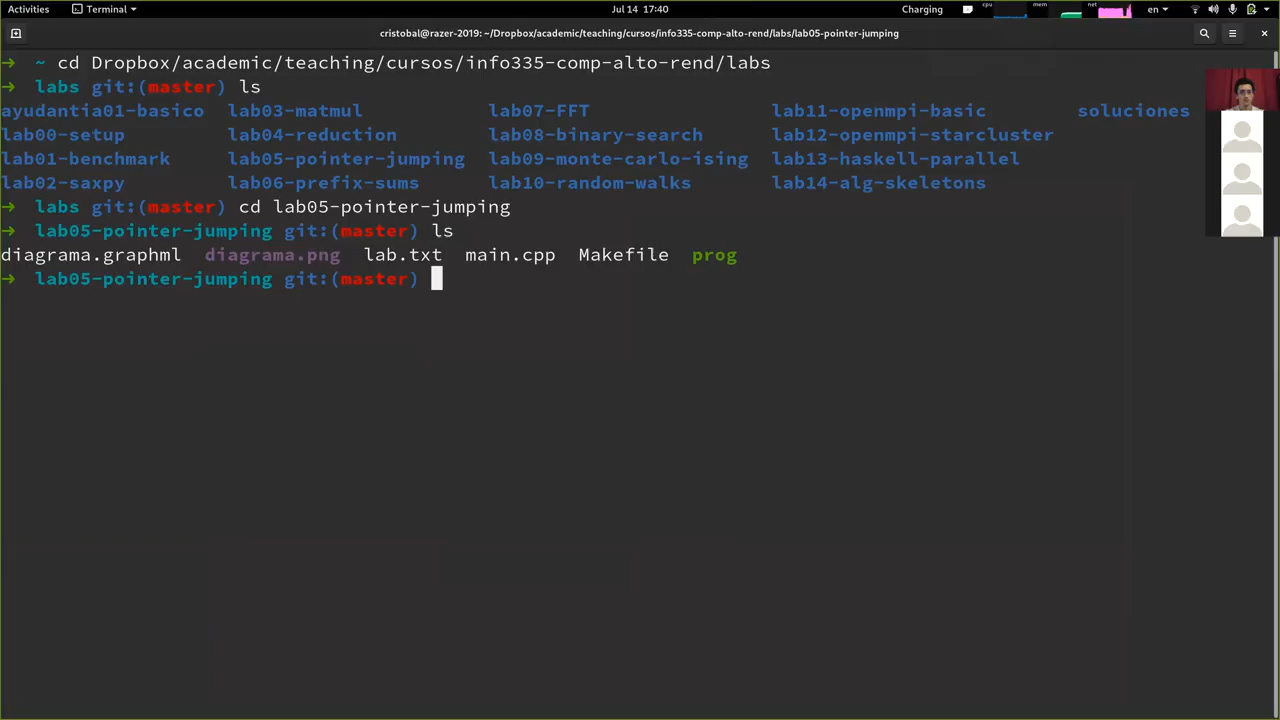 Activities Terminal Jul 14 17:40 Charging cpu mem net en
cristobal@razer-2019: ~/Dropbox/academic/teaching/cursos/info335-comp-alto-rend/labs/lab05-pointer-jumping
→ ~ cd Dropbox/academic/teaching/cursos/info335-comp-alto-rend/labs
→ labs git:(master) ls
ayudantia01-basico lab03-matmul lab07-FFT lab11-openmpi-basic soluciones
lab00-setup lab04-reduction lab08-binary-search lab12-openmpi-starcluster
lab01-benchmark lab05-pointer-jumping lab09-monte-carlo-ising lab13-haskell-parallel
lab02-saxpy lab06-prefix-sums lab10-random-walks lab14-alg-skeletons
→ labs git:(master) cd lab05-pointer-jumping
→ lab05-pointer-jumping git:(master) ls
diagrama.graphml diagrama.png lab.txt main.cpp Makefile prog
→ lab05-pointer-jumping git:(master)